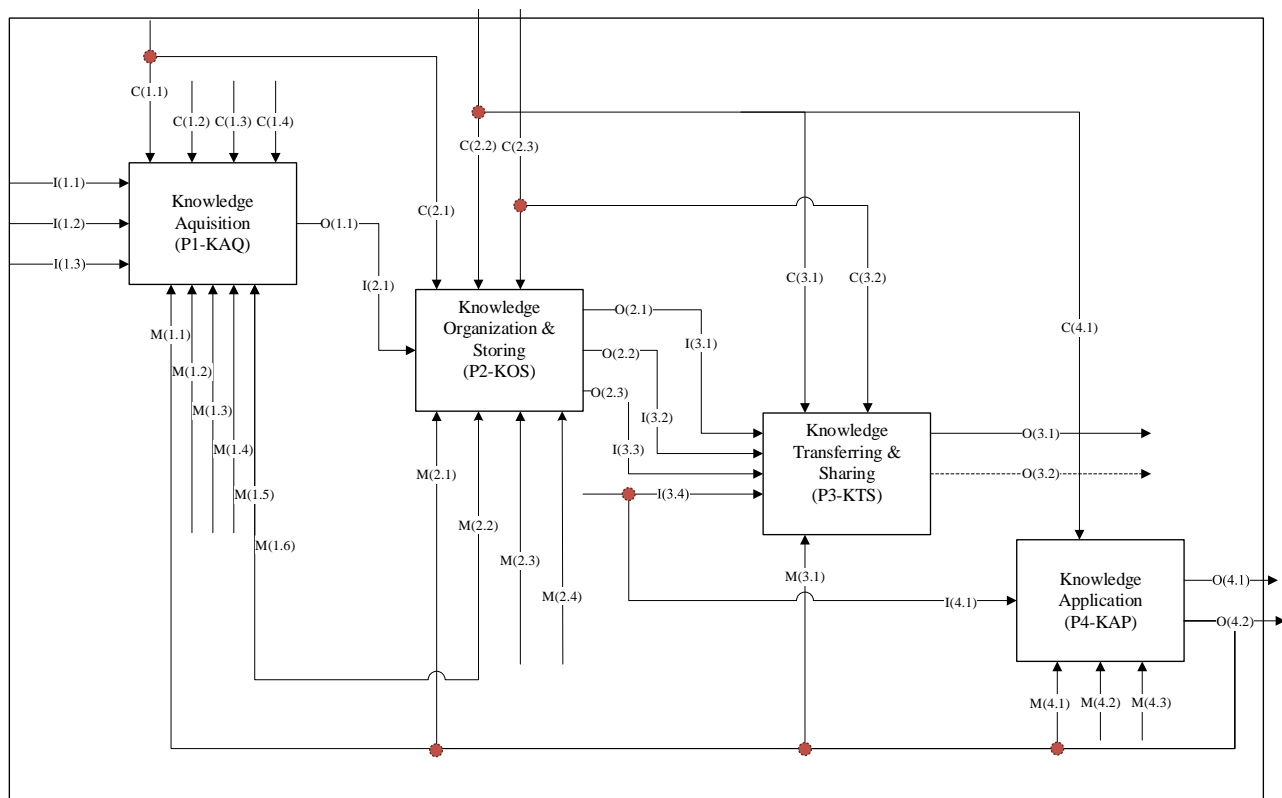 C(1.1)
C(1.2)
C(1.3)
C(1.4)
C(2.2)
C(2.3)
I(1.1)
I(1.2)
I(1.3)
Knowledge
Aquisition
(P1-KAQ)
O(1.1)
C(2.1)
I(2.1)
C(3.1)
C(3.2)
C(4.1)
M(1.1)
M(1.2)
M(1.3)
M(1.4)
M(1.5)
M(1.6)
Knowledge
Organization &
Storing
(P2-KOS)
O(2.1)
O(2.2)
O(2.3)
I(3.1)
I(3.2)
I(3.3)
I(3.4)
M(2.1)
M(2.2)
M(2.3)
M(2.4)
Knowledge
Transferring &
Sharing
(P3-KTS)
O(3.1)
O(3.2)
M(3.1)
I(4.1)
Knowledge
Application
(P4-KAP)
O(4.1)
O(4.2)
M(4.1)
M(4.2)
M(4.3)